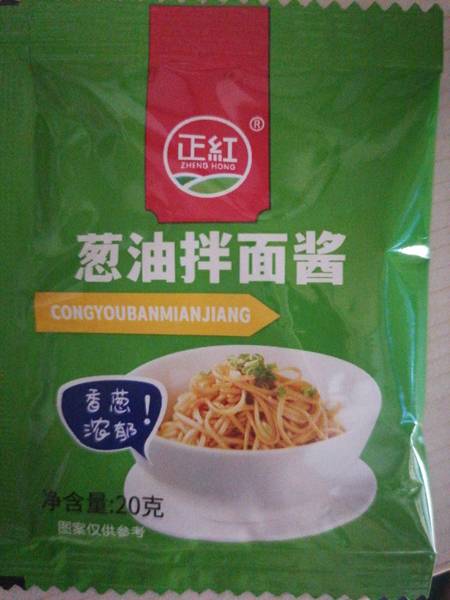 正紅
®
ZHENG HONG
葱油拌面酱
CONGYOUBANMIANJIANG
香葱
浓郁!
净含量:20克
图案仅供参考